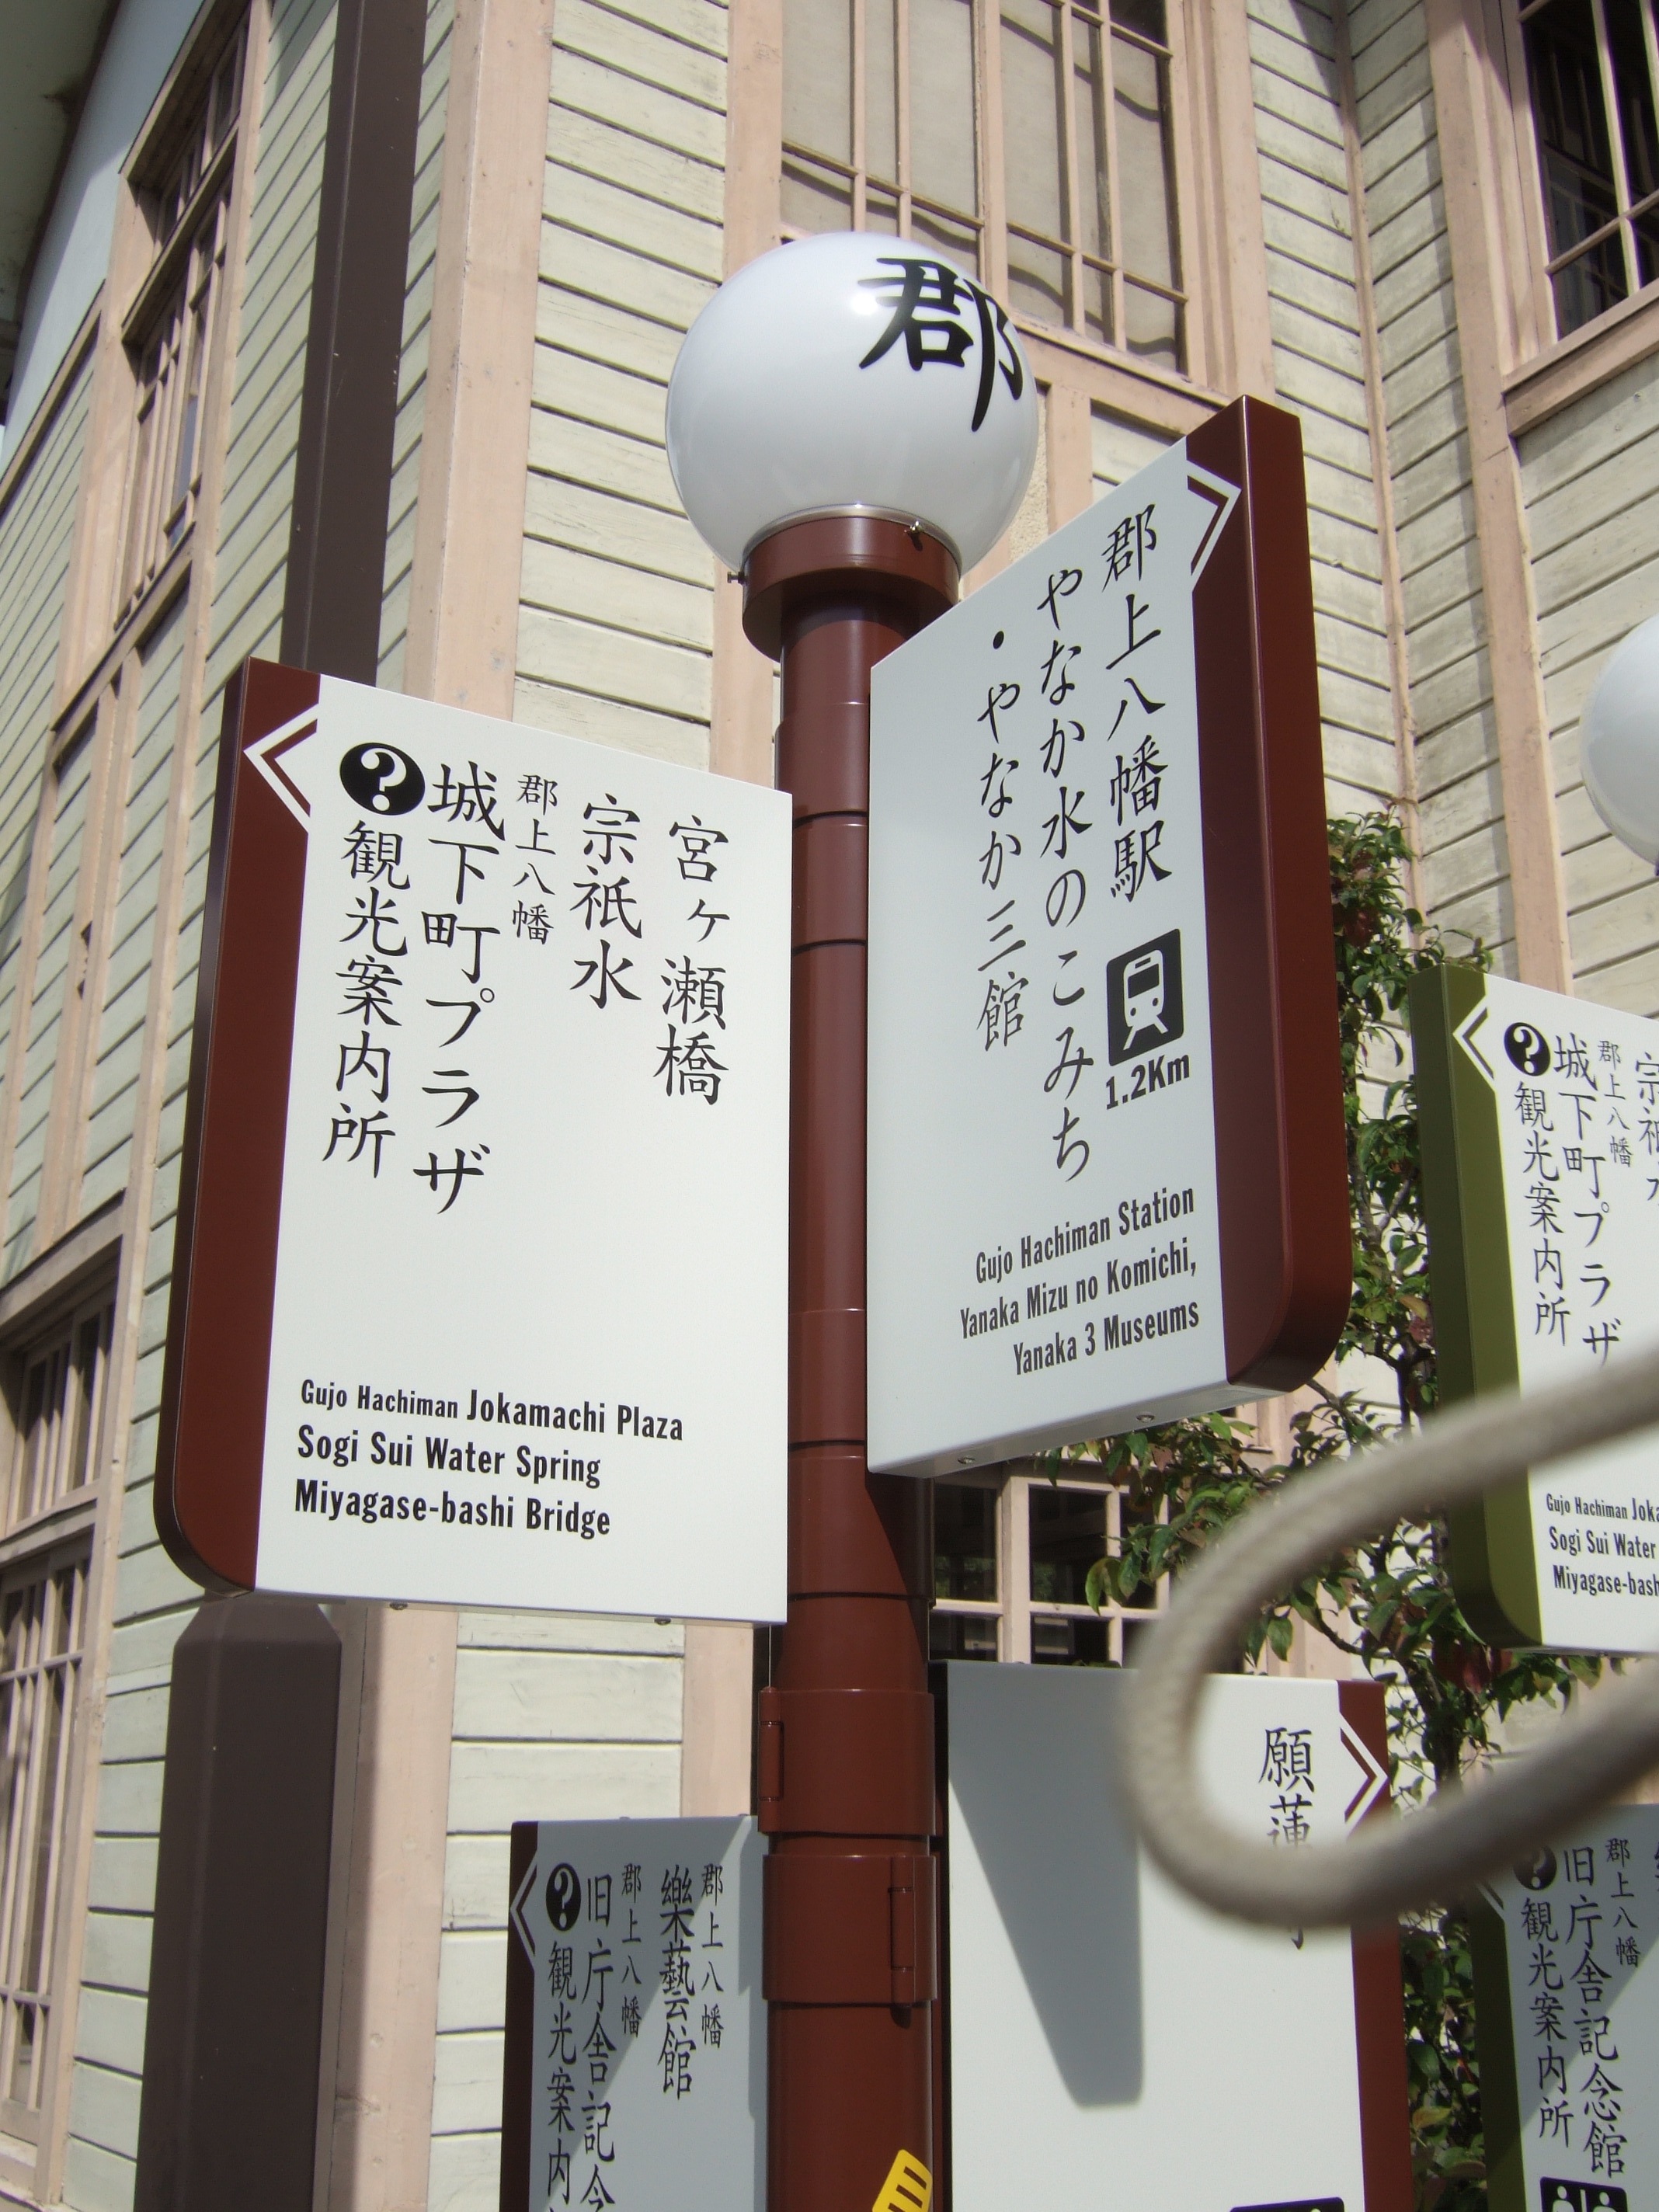 郡
宮ヶ瀬橋
宗祇水
郡上八幡
城下町プラザ
?観光案内所
Gujo Hachiman Jokamachi Plaza
Sogi Sui Water Spring
Miyagase-bashi Bridge
郡上八幡駅
1.2Km
やなか水のこみち
・やなか三館
Gujo Hachiman Station
Yanaka Mizu no Komichi,
Yanaka 3 Museums
宗祇
郡上八幡
城下町プラザ
?観光案内所
Gujo Hachiman
Sogi Sui Water
郡上八幡
樂藝館
郡上八幡
旧庁舎記念
?観光案内
願蓮
郡上八幡
旧庁舎記念館
?観光案内所